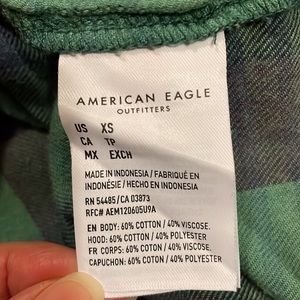 AMERICAN EAGLE
OUTFITTERS
US XS
CA TP
MX EXCH
MADE IN INDONESIA / FABRIQUÉ EN
INDONÉSIE / HECHO EN INDONESIA
RN 54485/CA 03873
RFC# AEM120605U9A
EN: BODY: 60% COTTON / 40% VISCOSE.
HOOD: 60% COTTON / 40% POLYESTER
FR: CORPS: 60% COTON / 40% VISCOSE.
CAPUCHON: 60% COTON / 40% POLYESTER